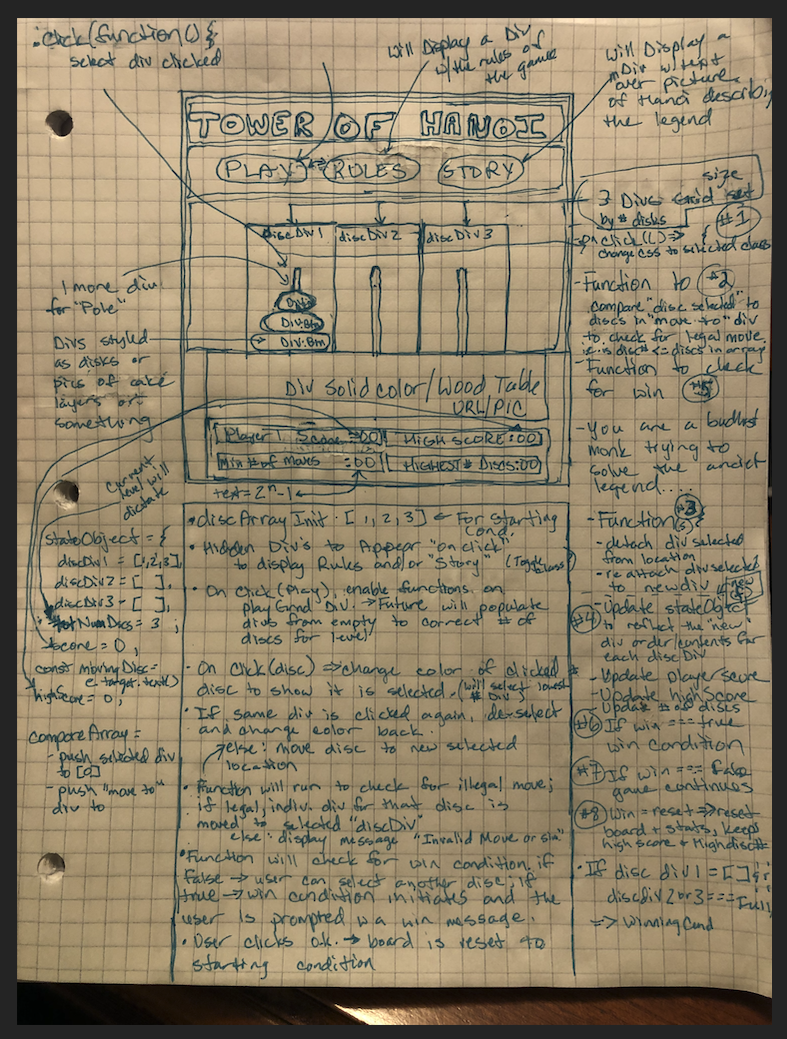 .click(function(){
select div clicked
Will Display a Div
w/the rules of
the game
Will Display a
Div w/text
over picture
of Hanoi describing
the legend
TOWER OF HANOI
PLAY
RULES
STORY
discDiv1
discDiv2
discDiv3
Div:Btn
Div:Btn
Div Solid color/Wood Table
URL/PIC
Player 1 Score :00
HIGH SCORE:00
Min # of moves :00
HIGHEST # DISCS:00
text = 2ⁿ-1
1 more div
for "Pole"
Divs styled
as disks or
pics of cake
layers or
something
Current
level will
dictate
stateObject = {
discDiv1 = [1,2,3],
discDiv2 = [ ],
discDiv3 = [ ],
NumDiscs = 3 ;
score = 0 ,
const movingDisc =
e.target.
highScore = 0 ;
compareArray =
- push selected div
to [0]
- push "move to"
div to
• discArray Init. [1, 2, 3] ← For starting
Cond.
• Hidden Div's to Appear "on click"
to display Rules and/or "Story" (Toggle class)
• On Click(Play), enable functions on
playGrnd Div. → Future will populate
divs from empty to correct # of
discs for level
- On Click(disc) ⇒ change color of clicked
disc to show it is selected - (will select lowest
# Div)
• If same div is clicked again, de-select
and change color back.
else: move disc to new selected
location
• Function will run to check for illegal move;
if legal, indiv. div for that disc is
moved to selected "discDiv"
else: display message "Invalid Move
• Function will check for win condition. if
false → user can select another disc; if
true → win condition initiates and the
user is prompted w a win message.
• User clicks ok. → board is reset to
starting condition
size
3 Divs Grid set
by # disks
#1
on click( ) ⇒ {
change css to selected class
- Function to #2
compare "disc selected" to
discs in "move to" div
to check for legal move
i.e. is disc# <= discs in array
- Function to check
for win #5
- You are a budhist
monk trying to
solve the ancient
legend....
- Function(s) { #3
- detach div selected
from location
- re attach div selected
to new div
#4 - Update stateObject
to reflect the "new"
div order/contents for
each discDiv
- Update player score
- Update highScore
- Update # of discs
#6 If win === true
win condition
#7 If win === false
game continues
#8 Win = reset ⇒ reset
board + stats, keeps
high score + High disc#
• If disc div1 = []
discdiv2 or 3 === Full
⇒ Winning Cond